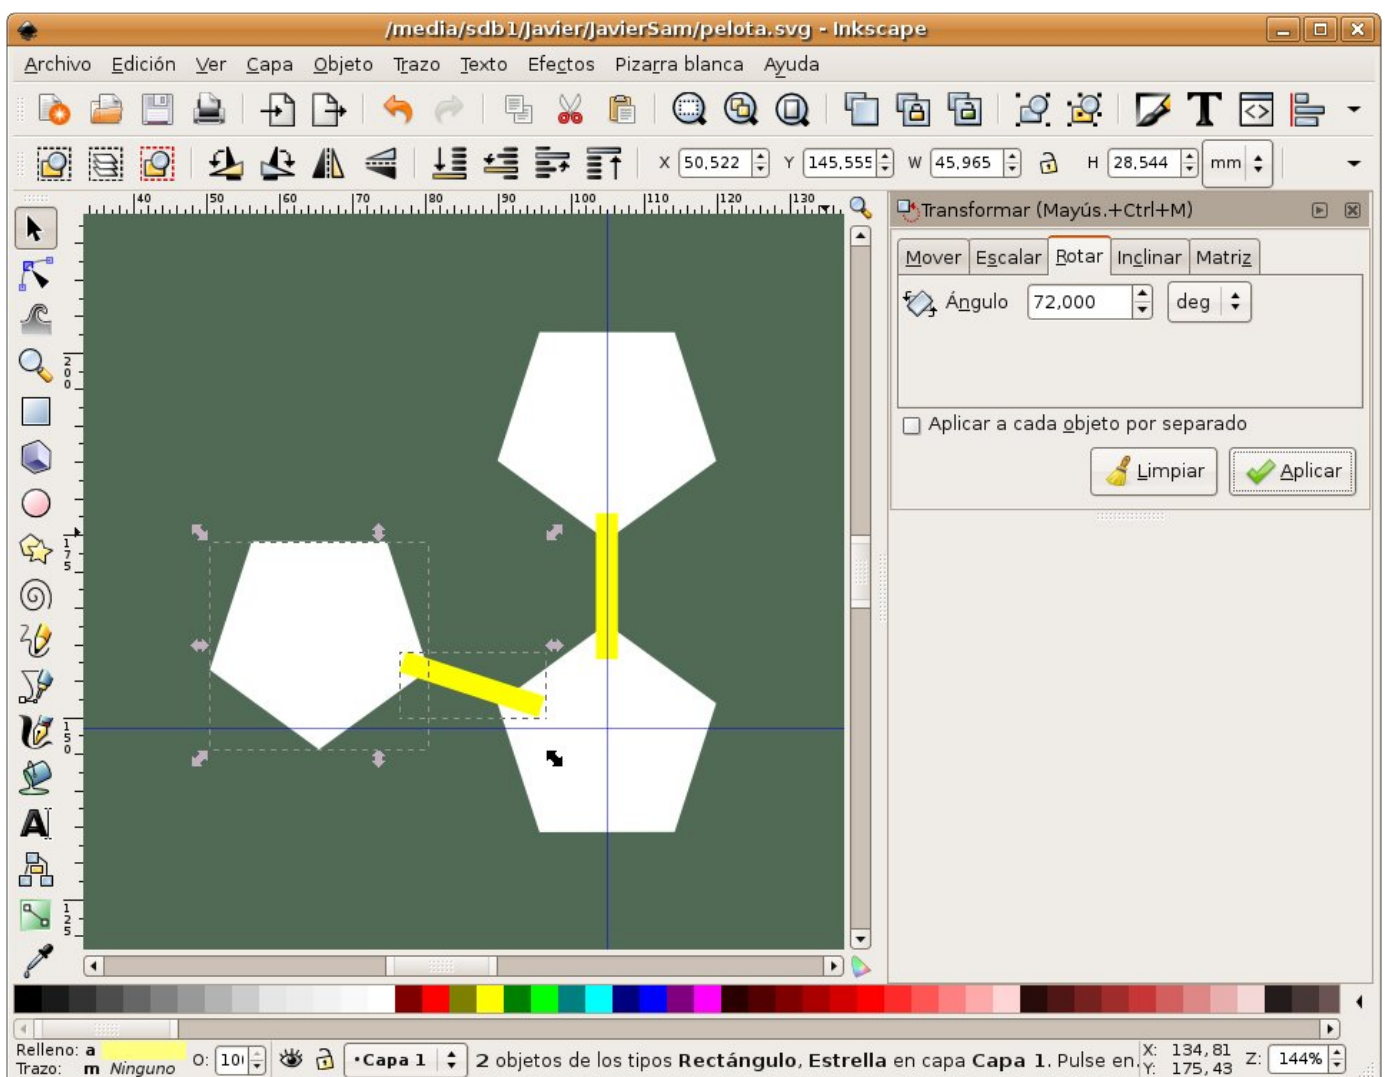 /media/sdb1/Javier/JavierSam/pelota.svg - Inkscape
Archivo Edición Ver Capa Objeto Trazo Texto Efectos Pizarra blanca Ayuda
X 50,522 Y 145,555 W 45,965 H 28,544 mm
40 50 60 70 80 90 100 110 120 130
Transformar (Mayús.+Ctrl+M)
Mover Escalar Rotar Inclinar Matriz
Ángulo 72,000 deg
200
Aplicar a cada objeto por separado
Limpiar Aplicar
175
150
125
Relleno: a
Trazo: m Ninguno
O: 10
•Capa 1
2 objetos de los tipos Rectángulo, Estrella en capa Capa 1. Pulse en
X: 134,81
Y: 175,43
Z: 144%